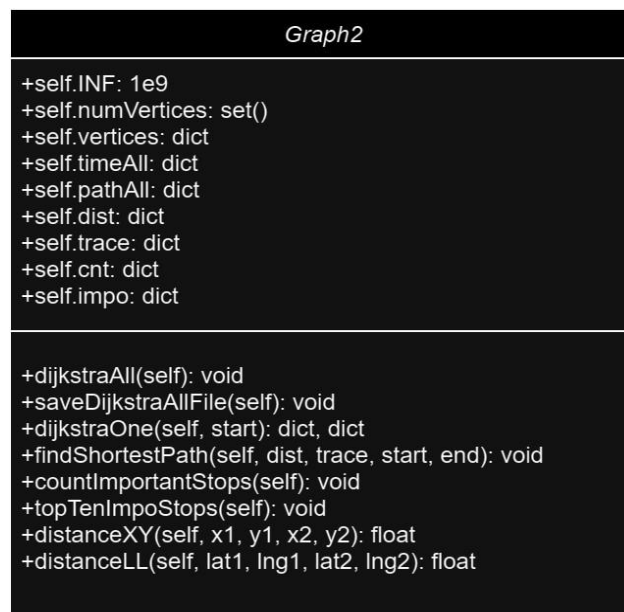 Graph2
+self.INF: 1e9
+self.numVertices: set()
+self.vertices: dict
+self.timeAll: dict
+self.pathAll: dict
+self.dist: dict
+self.trace: dict
+self.cnt: dict
+self.impo: dict
+dijkstraAll(self): void
+saveDijkstraAllFile(self): void
+dijkstraOne(self, start): dict, dict
+findShortestPath(self, dist, trace, start, end): void
+countImportantStops(self): void
+topTenImpoStops(self): void
+distanceXY(self, x1, y1, x2, y2): float
+distanceLL(self, lat1, lng1, lat2, lng2): float